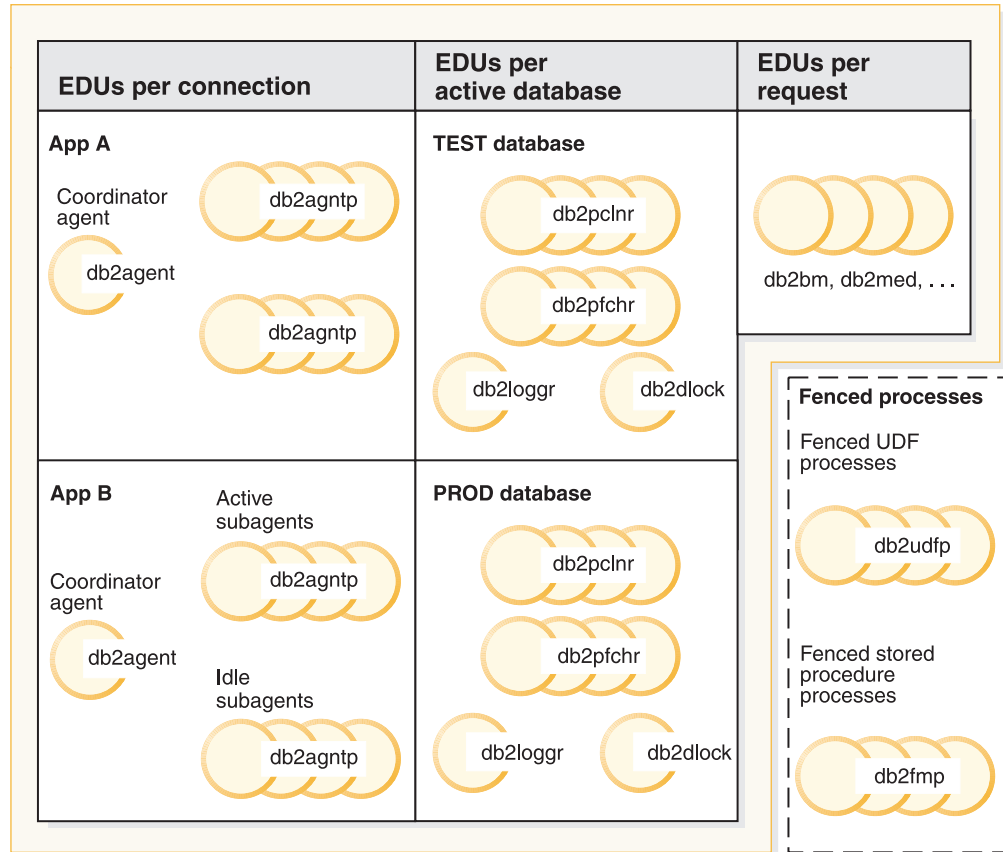 EDUs per connection
EDUs per
active database
EDUs per
request
App A
Coordinator
agent
db2agent
db2agntp
db2agntp
TEST database
db2pclnr
db2pfchr
db2loggr
db2dlock
db2bm, db2med, . . .
App B
Coordinator
agent
db2agent
Active
subagents
db2agntp
Idle
subagents
db2agntp
PROD database
db2pclnr
db2pfchr
db2loggr
db2dlock
Fenced processes
Fenced UDF
processes
db2udfp
Fenced stored
procedure
processes
db2fmp